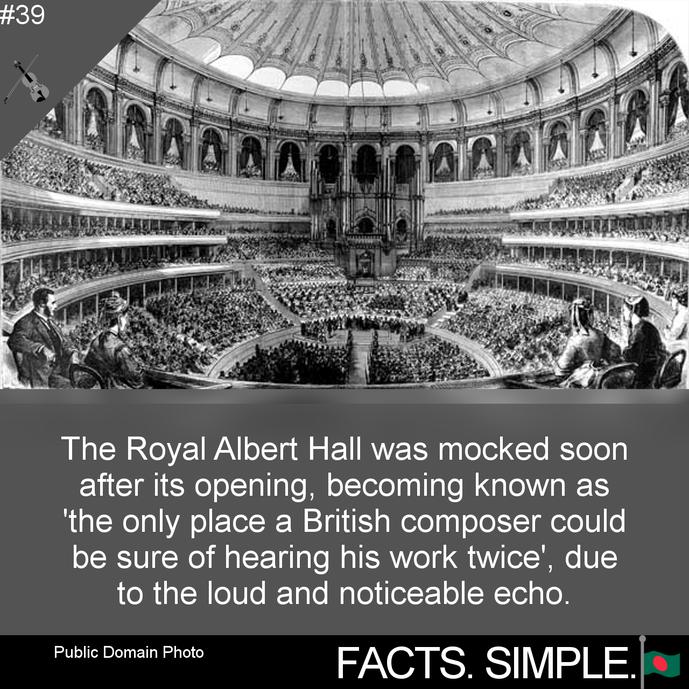 #39
The Royal Albert Hall was mocked soon
after its opening, becoming known as
'the only place a British composer could
be sure of hearing his work twice', due
to the loud and noticeable echo.
Public Domain Photo
FACTS. SIMPLE.